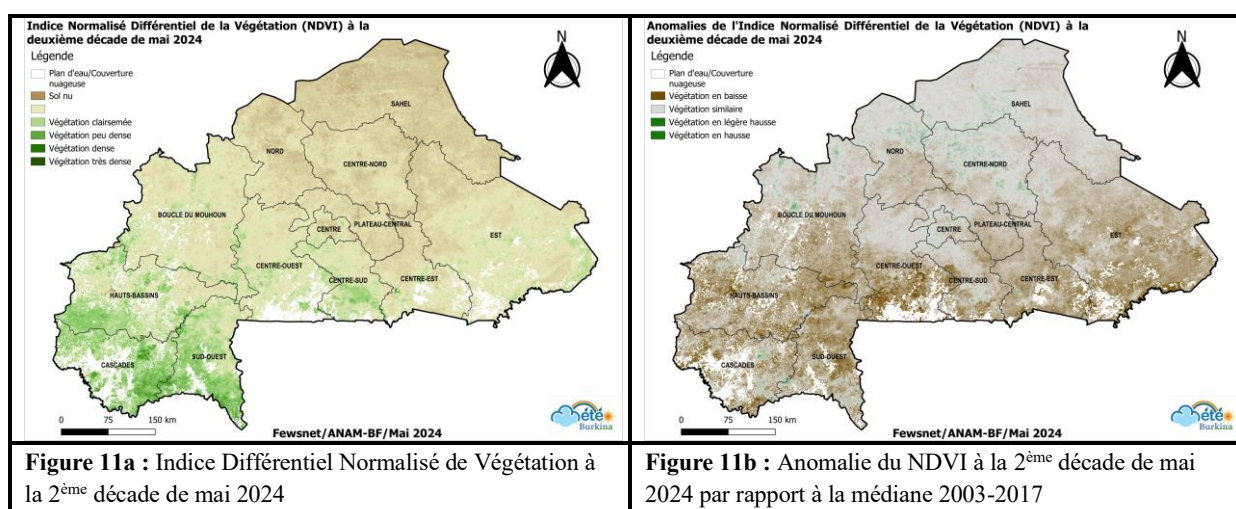 Indice Normalisé Différentiel de la Végétation (NDVI) à la
deuxième décade de mai 2024
N
Légende
Plan d'eau/Couverture
nuageuse
Sol nu
Végétation clairsemée
Végétation peu dense
Végétation dense
Végétation très dense
SAHEL
NORD
CENTRE-NORD
BOUCLE DU MOUHOUN
CENTRE
PLATEAU-CENTRAL
EST
CENTRE-OUEST
CENTRE-SUD
CENTRE-EST
HAUTS-BASSINS
CASCADES
SUD-OUEST
0 75 150 km
Fewsnet/ANAM-BF/Mai 2024
été
Burkina
Figure 11a : Indice Différentiel Normalisé de Végétation à
la 2ème décade de mai 2024
Anomalies de l'Indice Normalisé Différentiel de la Végétation (NDVI) à la
deuxième décade de mai 2024
N
Légende
Plan d'eau/Couverture
nuageuse
Végétation en baisse
Végétation similaire
Végétation en légère hausse
Végétation en hausse
SAHEL
NORD
CENTRE-NORD
BOUCLE DU MOUHOUN
CENTRE
PLATEAU-CENTRAL
EST
CENTRE-OUEST
CENTRE-SUD
CENTRE-EST
HAUTS-BASSINS
CASCADES
SUD-OUEST
0 75 150 km
Fewsnet/ANAM-BF/Mai 2024
été
Burkina
Figure 11b : Anomalie du NDVI à la 2ème décade de mai
2024 par rapport à la médiane 2003-2017